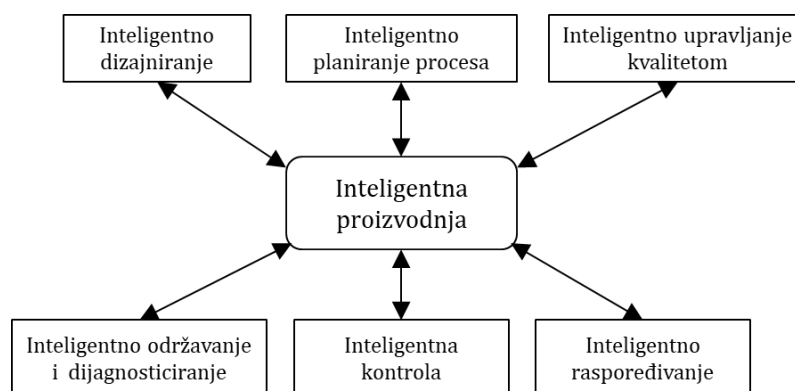 Inteligentno
dizajniranje
Inteligentno
planiranje procesa
Inteligentno upravljanje
kvalitetom
Inteligentna
proizvodnja
Inteligentno održavanje
i dijagnosticiranje
Inteligentna
kontrola
Inteligentno
raspoređivanje